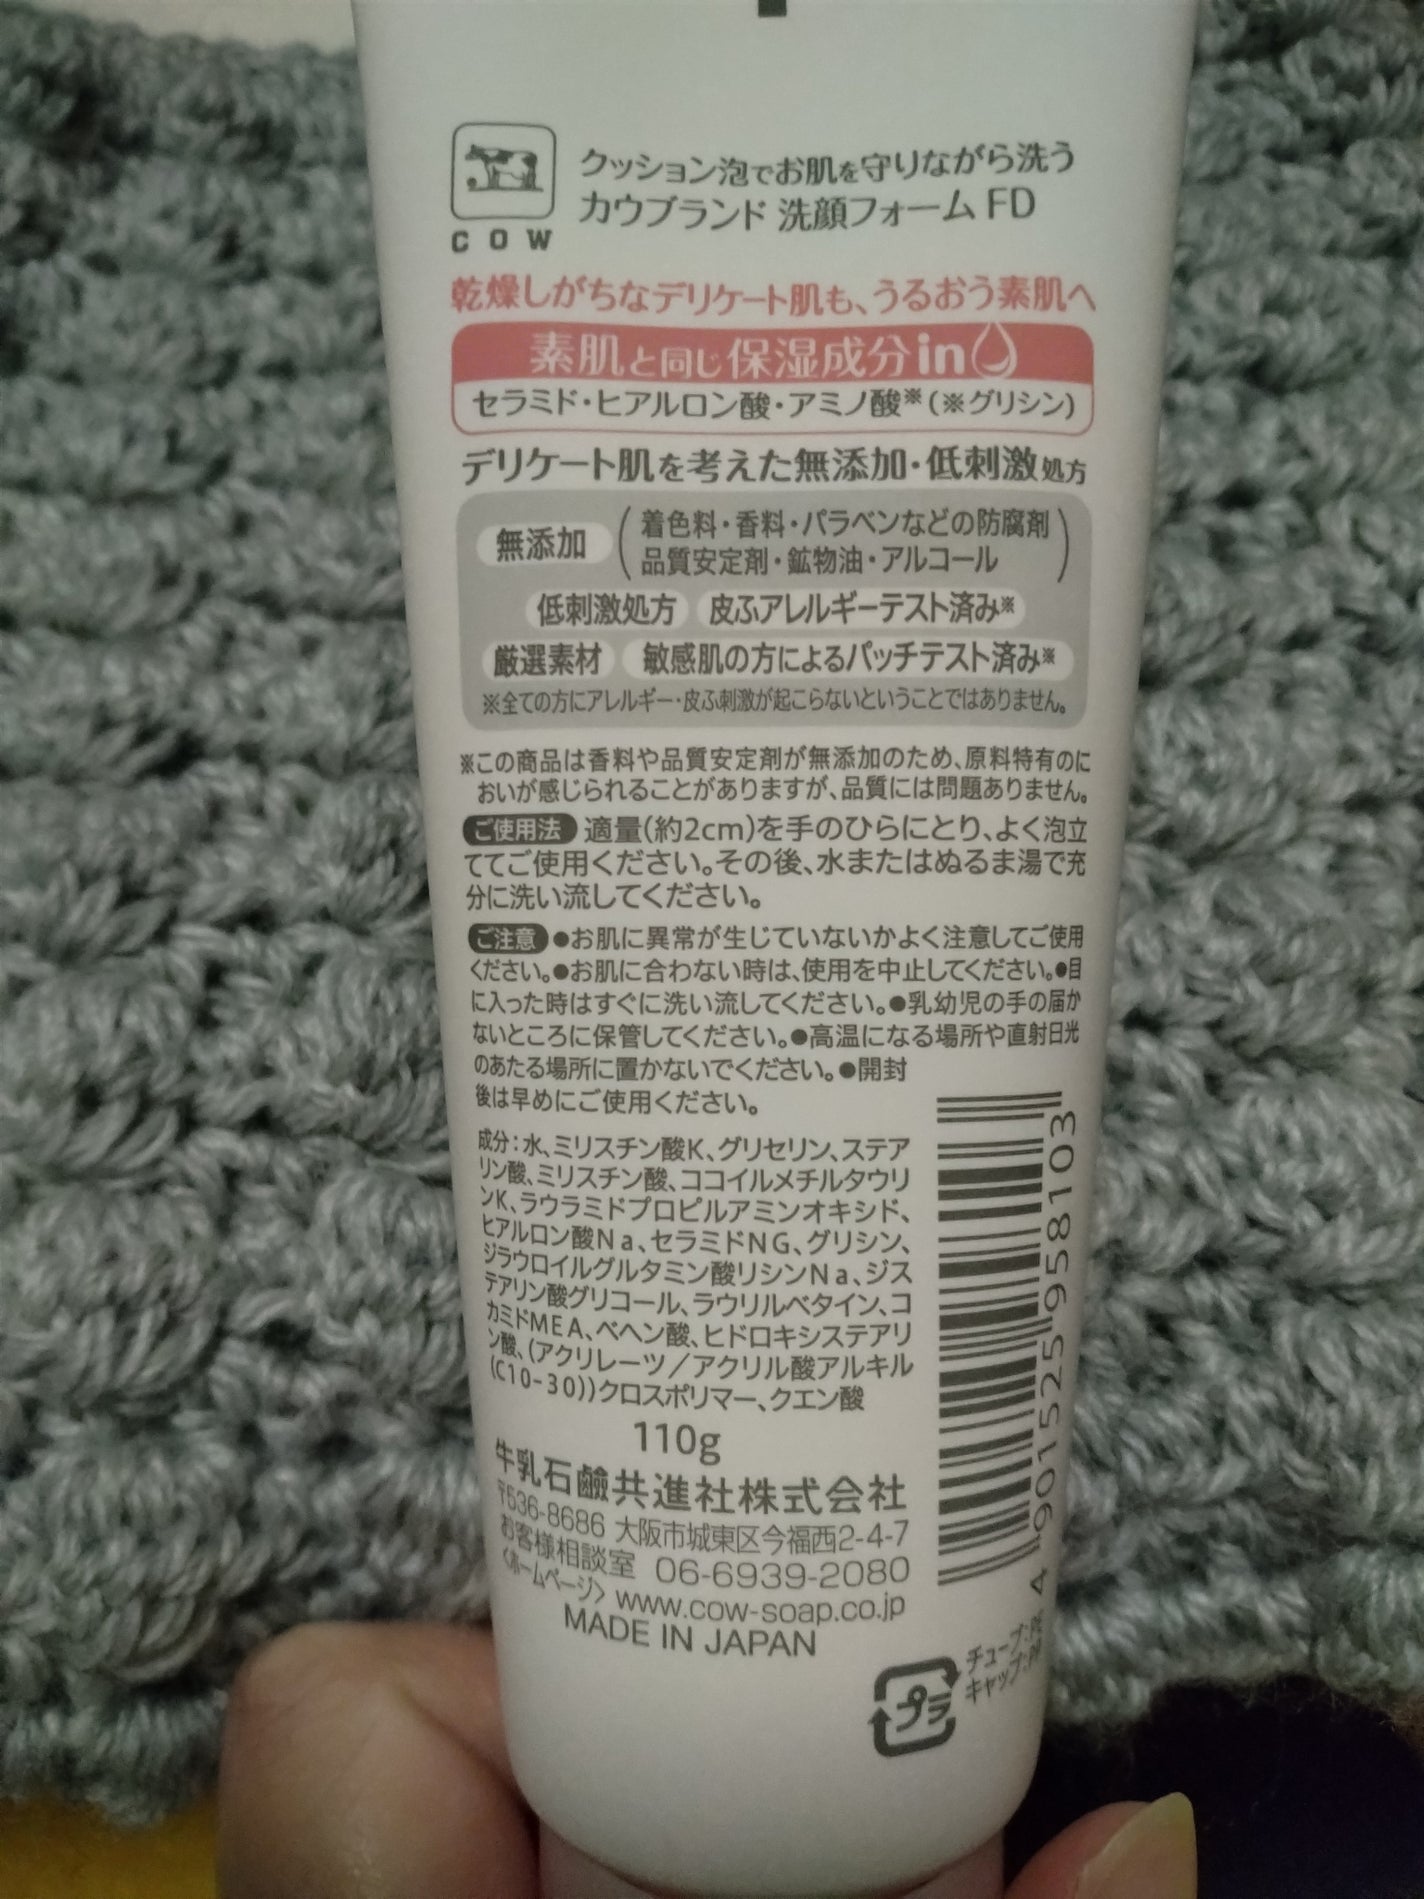 COW
クッション泡でお肌を守りながら洗う
カウブランド 洗顔フォーム FD
乾燥しがちなデリケート肌も、うるおう素肌へ
素肌と同じ保湿成分in
セラミド・ヒアルロン酸・アミノ酸※(※グリシン)
デリケート肌を考えた無添加・低刺激処方
無添加 (着色料・香料・パラベンなどの防腐剤
品質安定剤・鉱物油・アルコール)
低刺激処方 皮ふアレルギーテスト済み※
厳選素材 敏感肌の方によるパッチテスト済み※
※全ての方にアレルギー・皮ふ刺激が起こらないということではありません。
※この商品は香料や品質安定剤が無添加のため、原料特有のに
おいが感じられることがありますが、品質には問題ありません。
ご使用法 適量(約2cm)を手のひらにとり、よく泡立
ててご使用ください。その後、水またはぬるま湯で充
分に洗い流してください。
ご注意 ●お肌に異常が生じていないかよく注意してご使用
ください。●お肌に合わない時は、使用を中止してください。●目
に入った時はすぐに洗い流してください。●乳幼児の手の届か
ないところに保管してください。●高温になる場所や直射日光
のあたる場所に置かないでください。●開封
後は早めにご使用ください。
成分：水、ミリスチン酸K、グリセリン、ステア
リン酸、ミリスチン酸、ココイルメチルタウリ
ンK、ラウラミドプロピルアミンオキシド、
ヒアルロン酸Na、セラミドNG、グリシン、
ジラウロイルグルタミン酸リシンNa、ジス
テアリン酸グリコール、ラウリルベタイン、コ
カミドMEA、ベヘン酸、ヒドロキシステアリ
ン酸、(アクリレーツ／アクリル酸アルキル
(C10-30))クロスポリマー、クエン酸
110g
牛乳石鹼共進社株式会社
〒536-8686 大阪市城東区今福西2-4-7
お客様相談室 06-6939-2080
〈ホームページ〉www.cow-soap.co.jp
MADE IN JAPAN
4 901525 958103
プラ
チューブ:PE
キャップ:PP